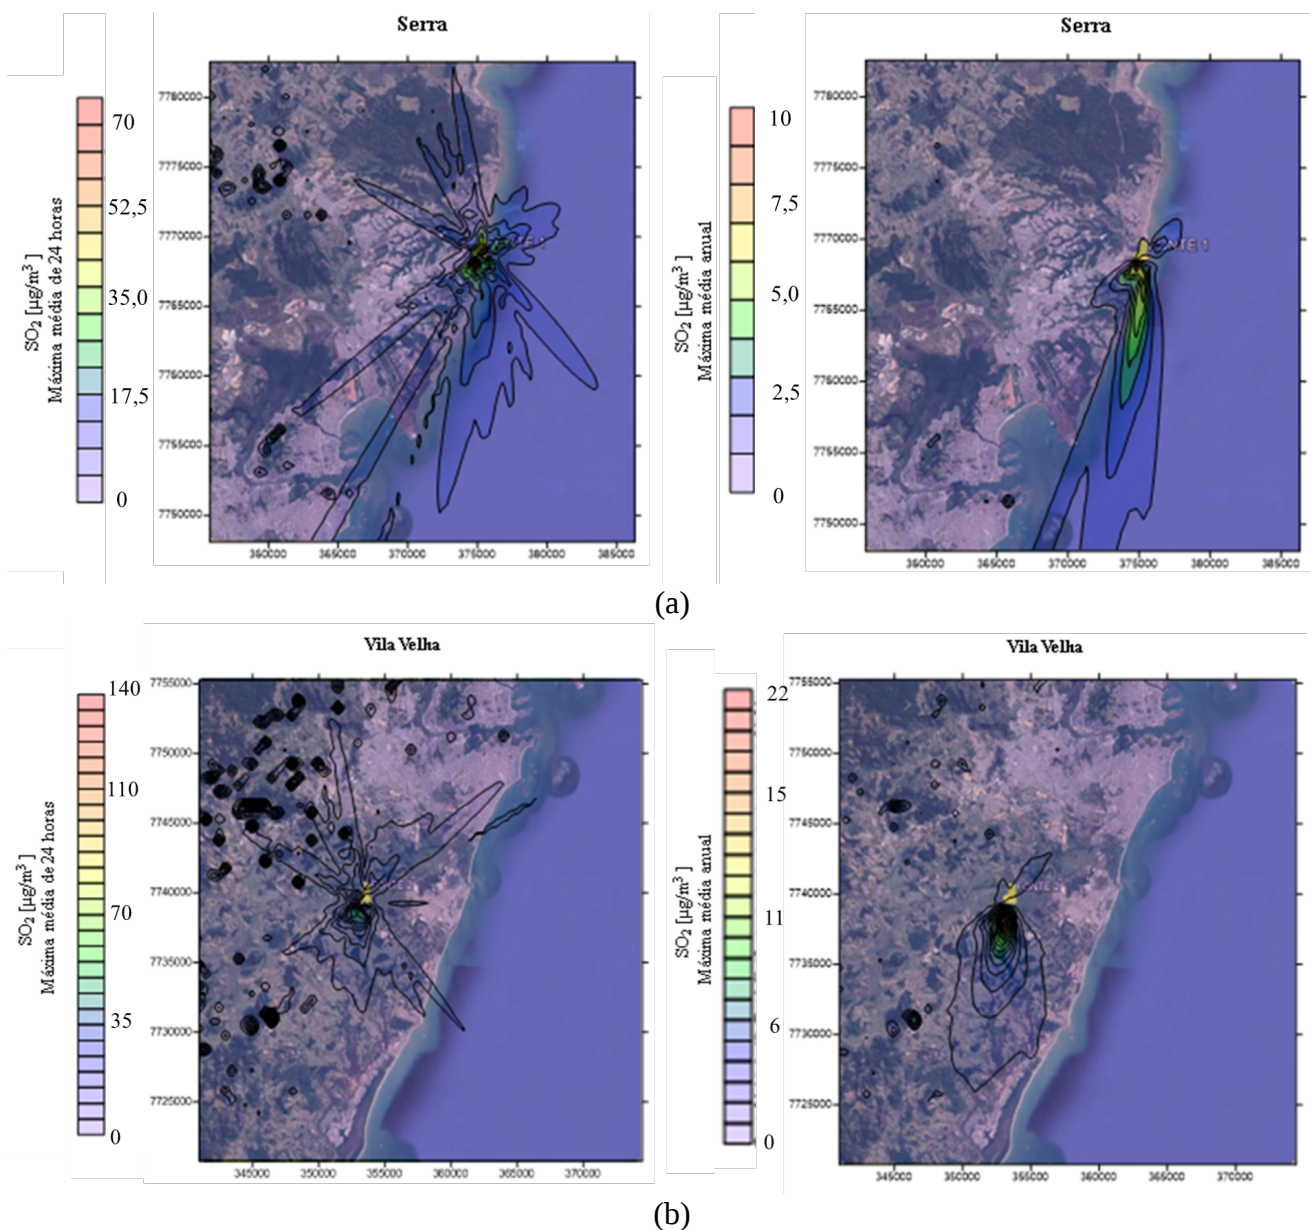 Serra
SO2 [µg/m3 ]
Máxima média de 24 horas
70
52,5
35,0
17,5
0
7780000
7775000
7770000
7765000
7760000
7755000
7750000
360000 365000 370000 375000 380000 385000
Serra
SO2 [µg/m3 ]
Máxima média anual
10
7,5
5,0
2,5
0
7780000
7775000
7770000
7765000
7760000
7755000
7750000
FONTE 1
360000 365000 370000 375000 380000 385000
(a)
Vila Velha
SO2 [µg/m3 ]
Máxima média de 24 horas
140
110
70
35
0
7755000
7750000
7745000
7740000
7735000
7730000
7725000
345000 350000 355000 360000 365000 370000
Vila Velha
SO2 [µg/m3 ]
Máxima média anual
22
15
11
6
0
7755000
7750000
7745000
7740000
7735000
7730000
7725000
345000 350000 355000 360000 365000 370000
(b)